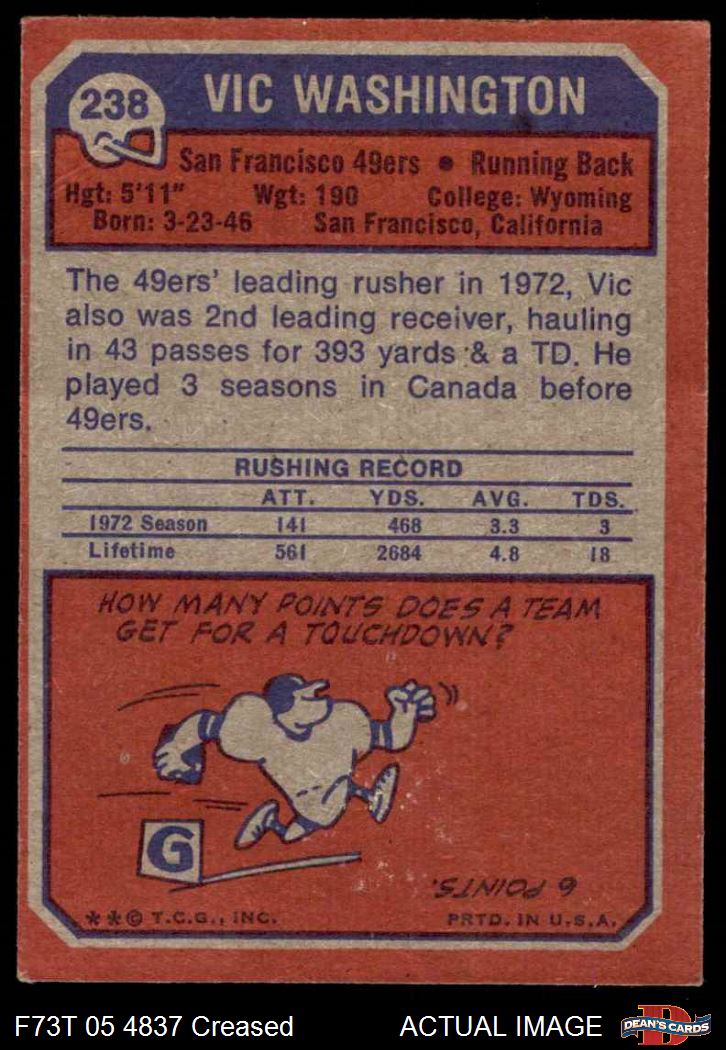 238 VIC WASHINGTON
San Francisco 49ers • Running Back
Hgt: 5'11" Wgt: 190 College: Wyoming
Born: 3-23-46 San Francisco, California
The 49ers' leading rusher in 1972, Vic
also was 2nd leading receiver, hauling
in 43 passes for 393 yards & a TD. He
played 3 seasons in Canada before
49ers.
RUSHING RECORD
ATT. YDS. AVG. TDS.
1972 Season 141 468 3.3 3
Lifetime 561 2684 4.8 18
HOW MANY POINTS DOES A TEAM
GET FOR A TOUCHDOWN?
G
6 POINTS.
**© T.C.G., INC. PRTD. IN U.S.A.
F73T 05 4837 Creased ACTUAL IMAGE
D
DEAN'S CARDS